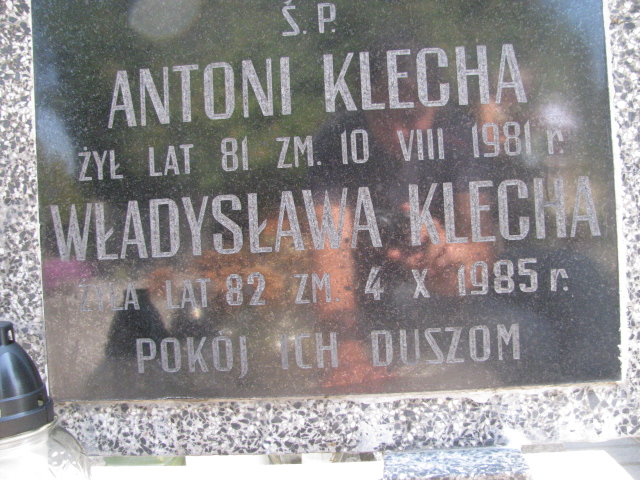 Ś.P.
ANTONI KLECHA
ŻYŁ LAT 81 ZM. 10 VIII 1981 r.
WŁADYSŁAWA KLECHA
ŻYŁA LAT 82 ZM. 4 X 1985 r.
POKÓJ ICH DUSZOM